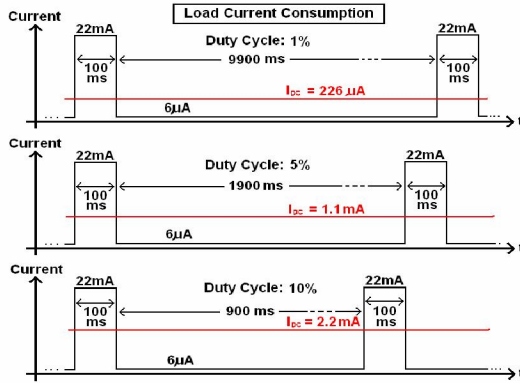 Load Current Consumption
Current
22mA
Duty Cycle: 1%
22mA
100
ms
9900 ms
100
ms
IDC = 226 µA
6µA
... ...
t
Current
22mA
Duty Cycle: 5%
22mA
100
ms
1900 ms
100
ms
IDC = 1.1mA
6µA
... ...
t
Current
22mA
Duty Cycle: 10%
22mA
100
ms
900 ms
100
ms
IDC = 2.2mA
6µA
... ...
t